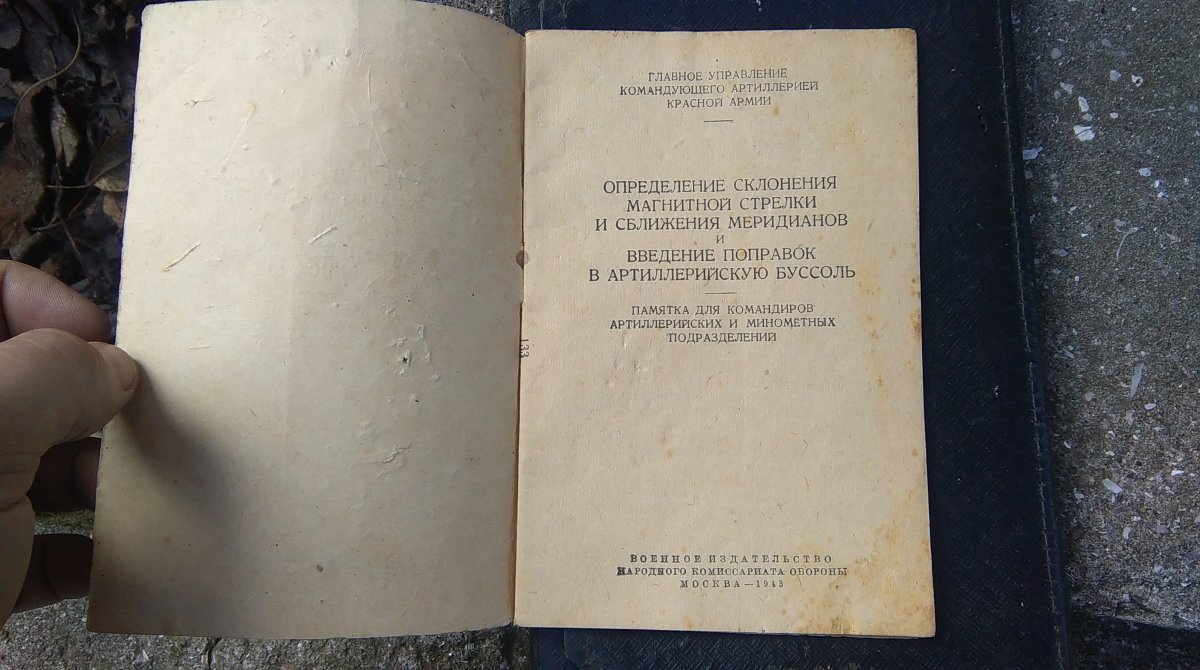 ГЛАВНОЕ УПРАВЛЕНИЕ
КОМАНДУЮЩЕГО АРТИЛЛЕРИЕЙ
КРАСНОЙ АРМИИ
ОПРЕДЕЛЕНИЕ СКЛОНЕНИЯ
МАГНИТНОЙ СТРЕЛКИ
И СБЛИЖЕНИЯ МЕРИДИАНОВ
И
ВВЕДЕНИЕ ПОПРАВОК
В АРТИЛЛЕРИЙСКУЮ БУССОЛЬ
ПАМЯТКА ДЛЯ КОМАНДИРОВ
АРТИЛЛЕРИЙСКИХ И МИНОМЕТНЫХ
ПОДРАЗДЕЛЕНИЙ
133
ВОЕННОЕ ИЗДАТЕЛЬСТВО
НАРОДНОГО КОМИССАРИАТА ОБОРОНЫ
МОСКВА—1943